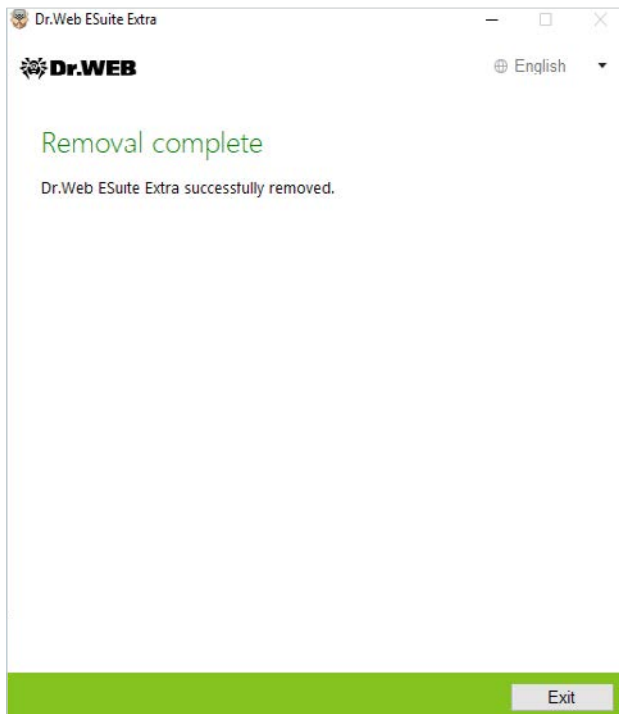 Dr.Web ESuite Extra
Dr.WEB
English
Removal complete
Dr.Web ESuite Extra successfully removed.
Exit